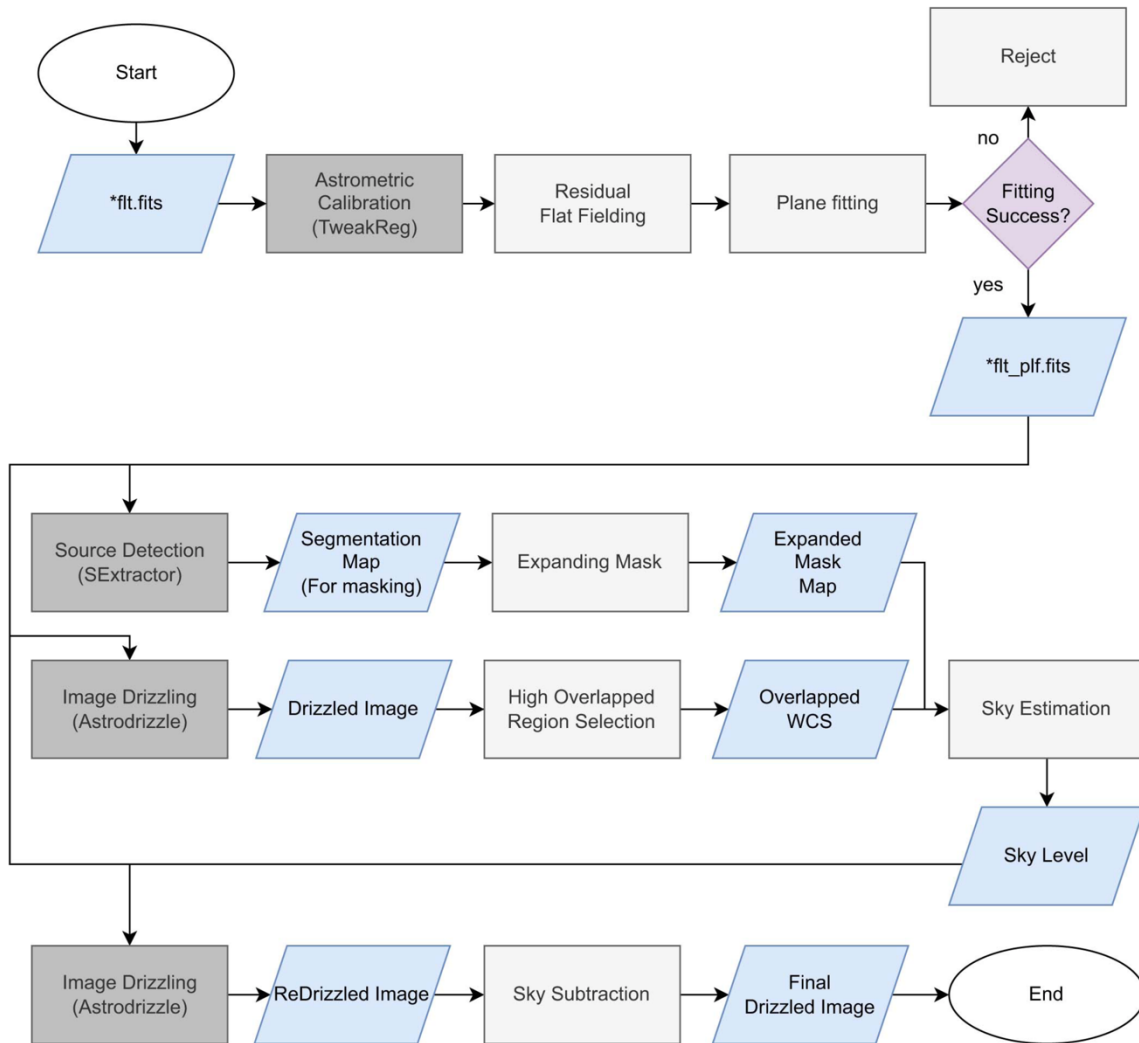 Start
Reject
no
*flt.fits
Astrometric
Calibration
(TweakReg)
Residual
Flat Fielding
Plane fitting
Fitting
Success?
yes
*flt_plf.fits
Source Detection
(SExtractor)
Segmentation
Map
(For masking)
Expanding Mask
Expanded
Mask
Map
Image Drizzling
(Astrodrizzle)
Drizzled Image
High Overlapped
Region Selection
Overlapped
WCS
Sky Estimation
Sky Level
Image Drizzling
(Astrodrizzle)
ReDrizzled Image
Sky Subtraction
Final
Drizzled Image
End